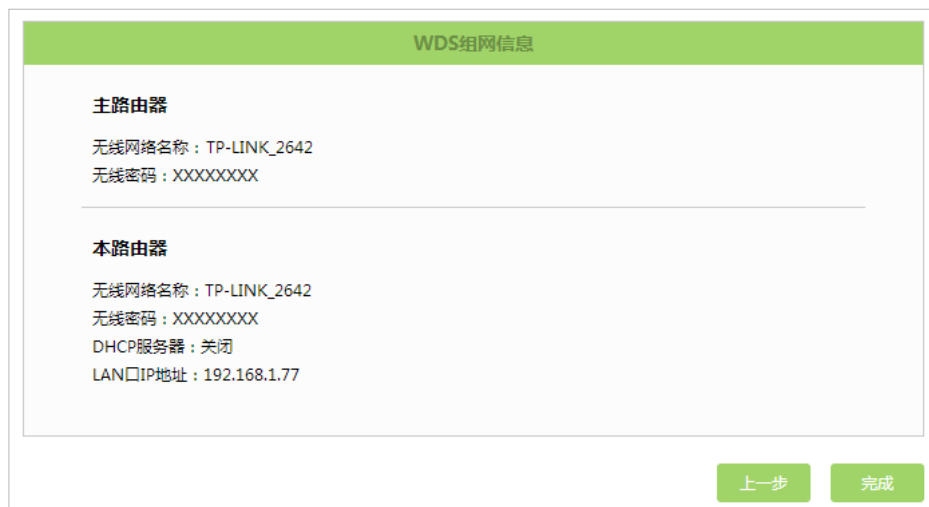 WDS组网信息
主路由器
无线网络名称：TP-LINK_2642
无线密码：XXXXXXXX
本路由器
无线网络名称：TP-LINK_2642
无线密码：XXXXXXXX
DHCP服务器：关闭
LAN口IP地址：192.168.1.77
上一步 完成